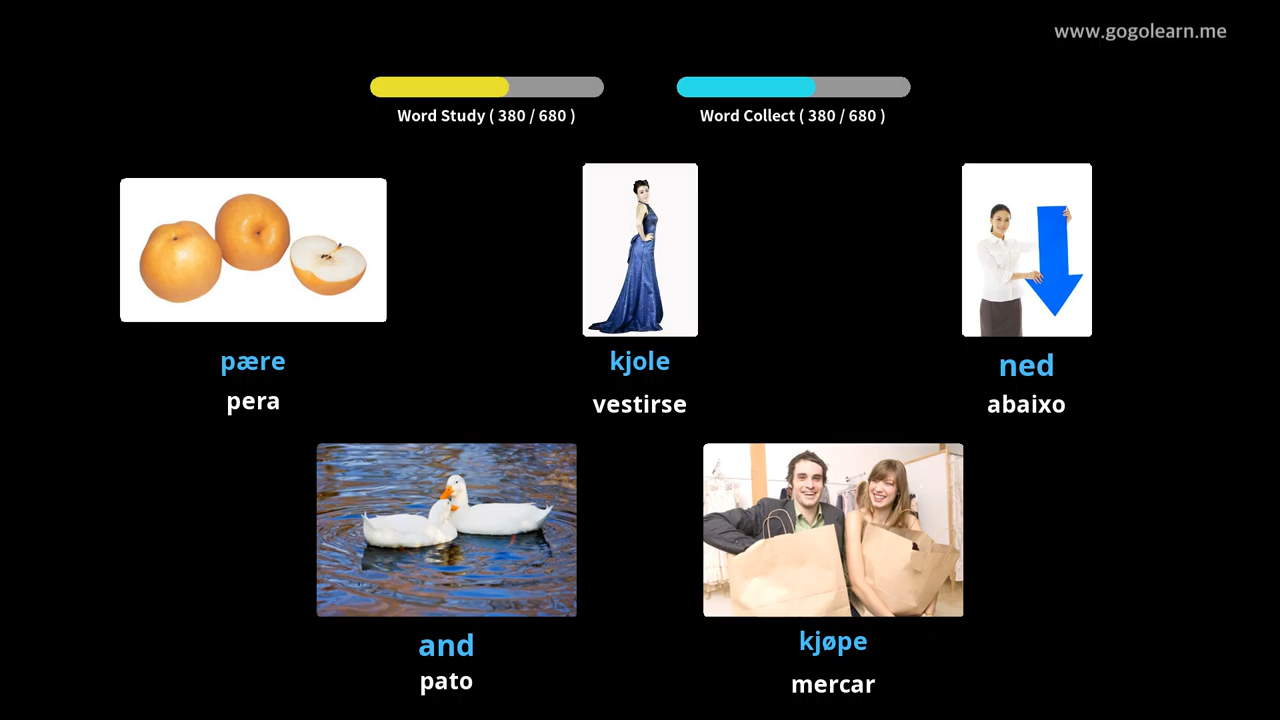 www.gogolearn.me
Word Study ( 380 / 680 )
Word Collect ( 380 / 680 )
pære
pera
kjole
vestirse
ned
abaixo
and
pato
kjøpe
mercar